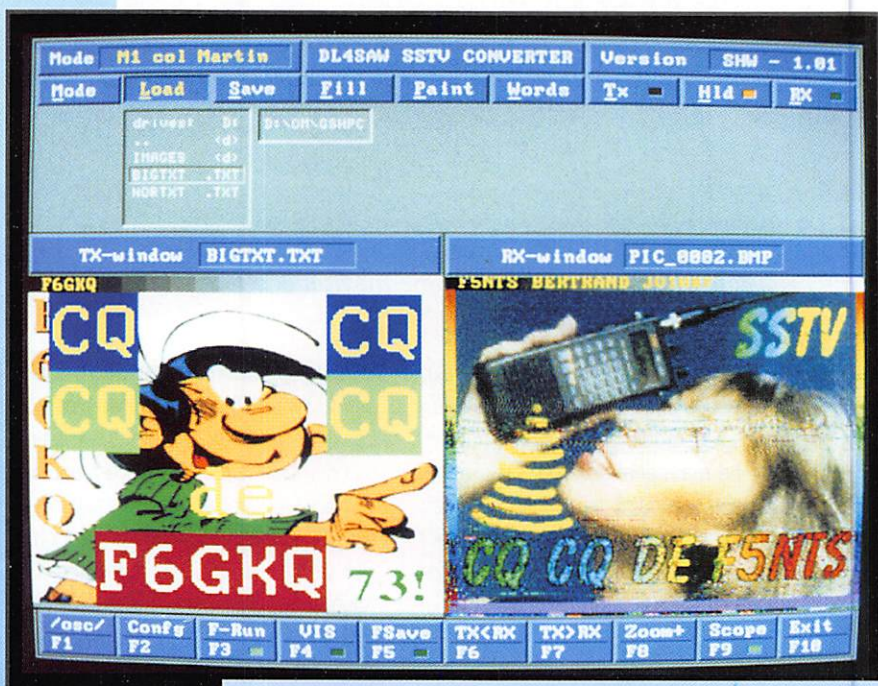 Mode M1 col Martin DL4SAW SSTV CONVERTER Version SHW - 1.01
Mode Load Save Fill Paint Words Tx Hld RX
drives: D: D:\OM\GSHPC
.. <d>
IMAGES <d>
BIGTXT .TXT
NORTXT .TXT
TX-window BIGTXT.TXT RX-window PIC_0002.BMP
F6GKQ F5NTS BERTRAND
CQ CQ SSTV
CQ CQ
F6GKQ
de
F6GKQ 73! CQ CQ DE F5NTS
/osc/ Confg F-Run VIS FSave TX<RX TX>RX Zoom+ Scope Exit
F1 F2 F3 F4 F5 F6 F7 F8 F9 F10